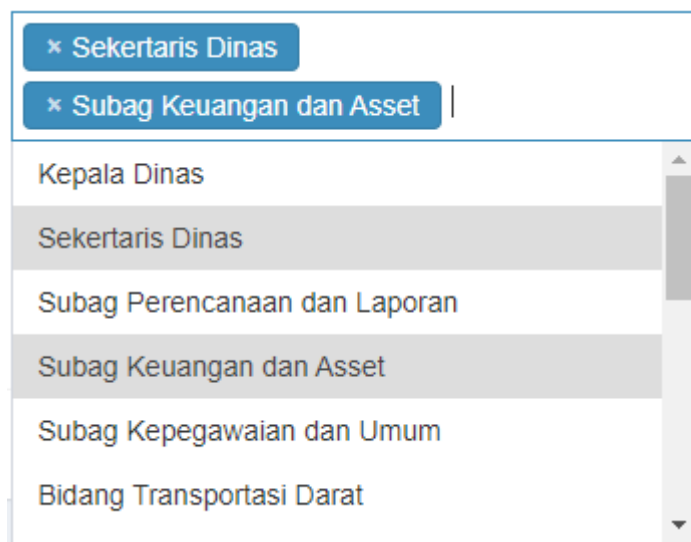 × Sekertaris Dinas
× Subag Keuangan dan Asset
Kepala Dinas
Sekertaris Dinas
Subag Perencanaan dan Laporan
Subag Keuangan dan Asset
Subag Kepegawaian dan Umum
Bidang Transportasi Darat